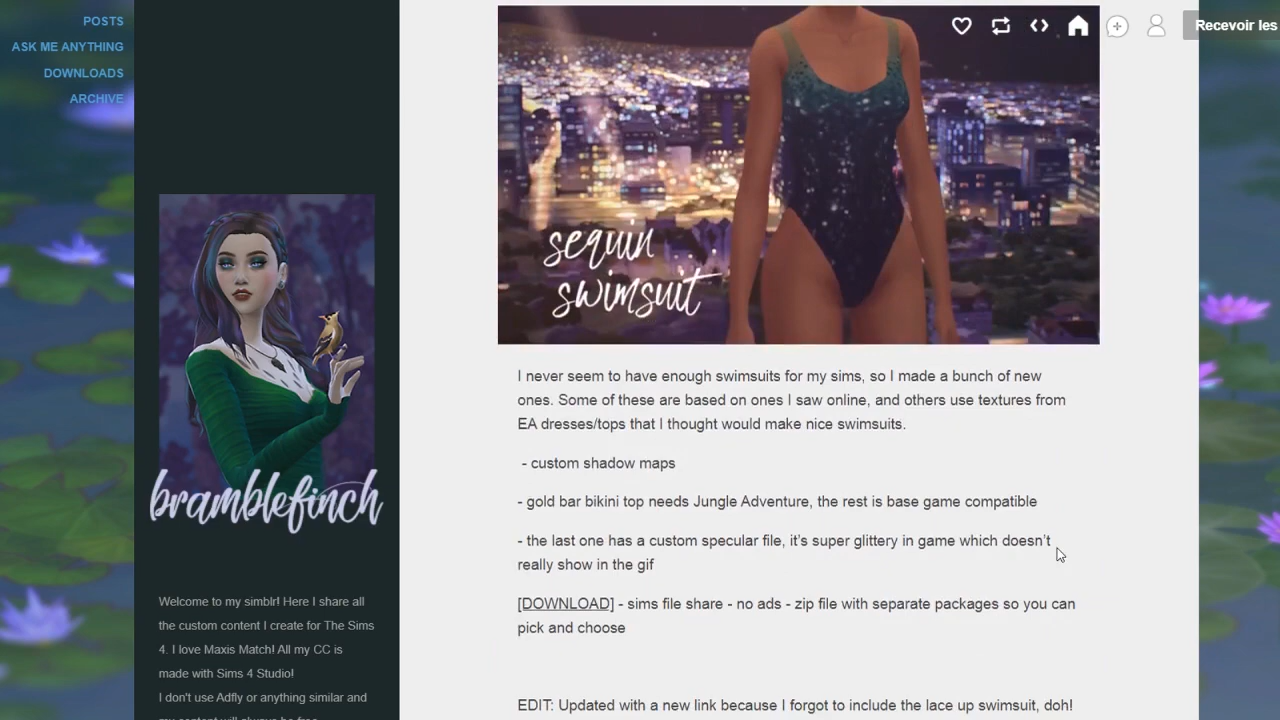 POSTS
ASK ME ANYTHING
DOWNLOADS
ARCHIVE
bramblefinch
Welcome to my simblr! Here I share all
the custom content I create for The Sims
4. I love Maxis Match! All my CC is
made with Sims 4 Studio!
I don't use Adfly or anything similar and
my content will always be free.
Recevoir les
sequin
swimsuit
I never seem to have enough swimsuits for my sims, so I made a bunch of new
ones. Some of these are based on ones I saw online, and others use textures from
EA dresses/tops that I thought would make nice swimsuits.
- custom shadow maps
- gold bar bikini top needs Jungle Adventure, the rest is base game compatible
- the last one has a custom specular file, it’s super glittery in game which doesn’t
really show in the gif
[DOWNLOAD] - sims file share - no ads - zip file with separate packages so you can
pick and choose
EDIT: Updated with a new link because I forgot to include the lace up swimsuit, doh!